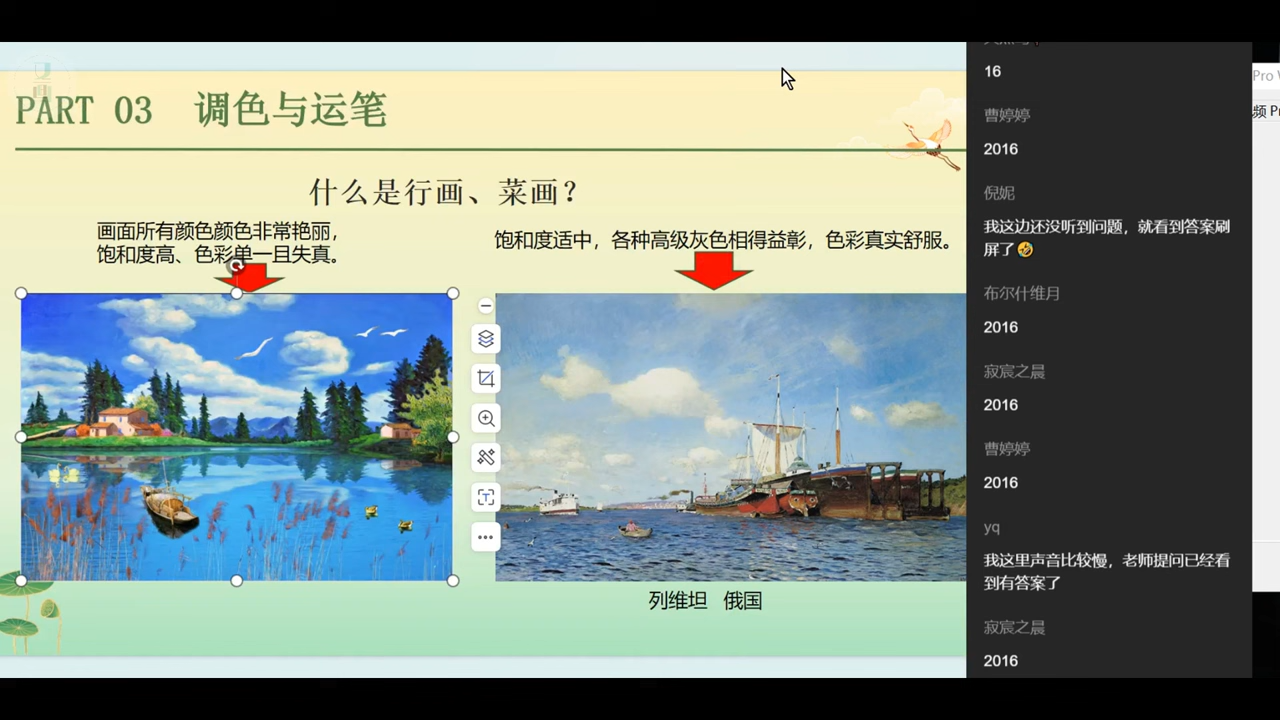 PART 03 调色与运笔
什么是行画、菜画？
画面所有颜色颜色非常艳丽，
饱和度高、色彩单一且失真。
饱和度适中，各种高级灰色相得益彰，色彩真实舒服。
列维坦 俄国
16
曹婷婷
2016
倪妮
我这边还没听到问题，就看到答案刷
屏了🤣
布尔什维月
2016
寂宸之晨
2016
曹婷婷
2016
yq
我这里声音比较慢，老师提问已经看
到有答案了
寂宸之晨
2016
Pro
频 P